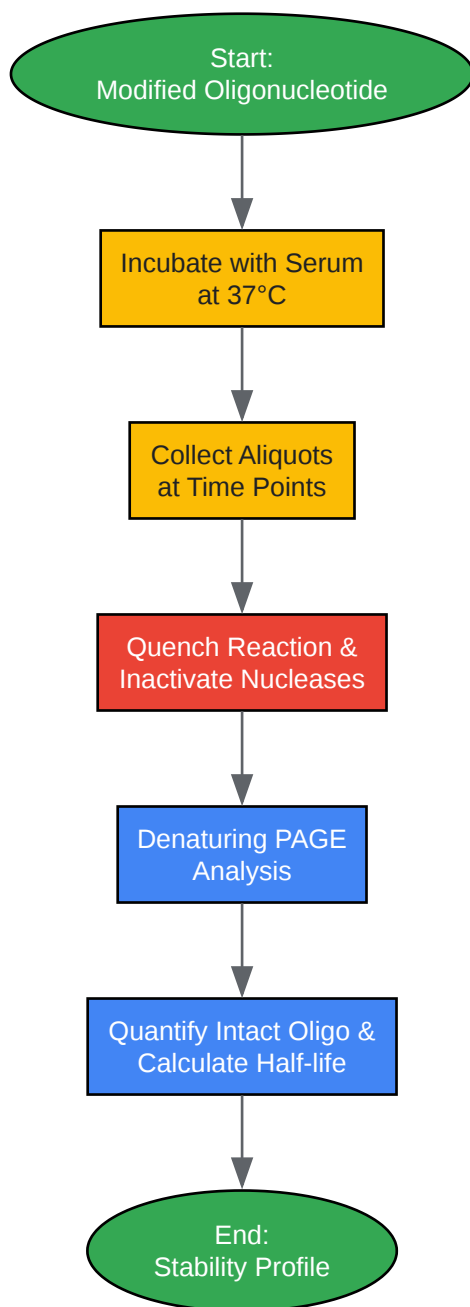 Start:
Modified Oligonucleotide
Incubate with Serum
at 37°C
Collect Aliquots
at Time Points
Quench Reaction &
Inactivate Nucleases
Denaturing PAGE
Analysis
Quantify Intact Oligo &
Calculate Half-life
End:
Stability Profile